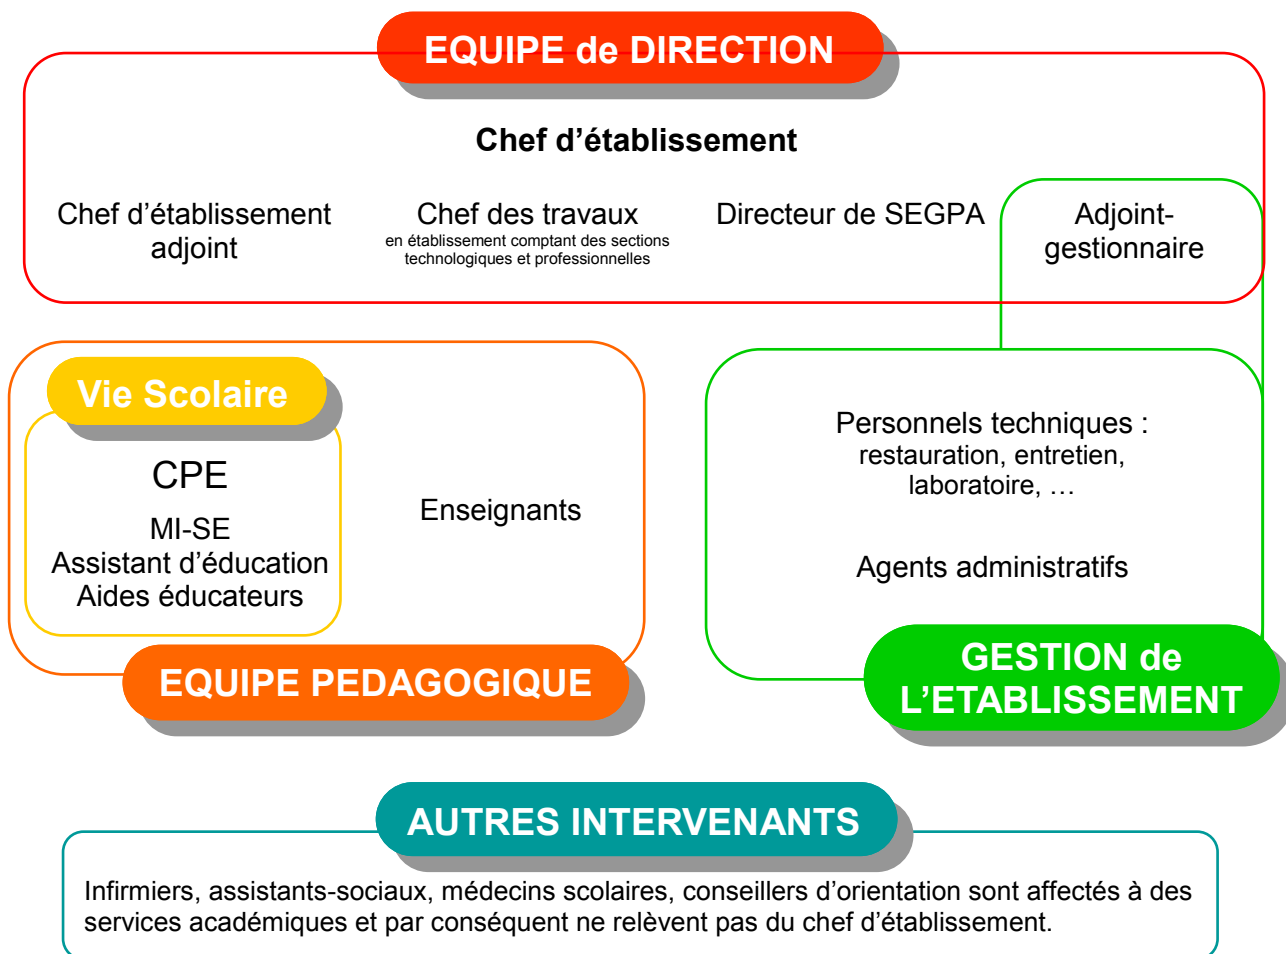 EQUIPE de DIRECTION
Chef d’établissement
Chef d’établissement
adjoint
Chef des travaux
en établissement comptant des sections
technologiques et professionnelles
Directeur de SEGPA
Adjoint-
gestionnaire
Vie Scolaire
CPE
MI-SE
Assistant d’éducation
Aides éducateurs
Enseignants
EQUIPE PEDAGOGIQUE
Personnels techniques :
restauration, entretien,
laboratoire, …
Agents administratifs
GESTION de
L’ETABLISSEMENT
AUTRES INTERVENANTS
Infirmiers, assistants-sociaux, médecins scolaires, conseillers d’orientation sont affectés à des
services académiques et par conséquent ne relèvent pas du chef d’établissement.